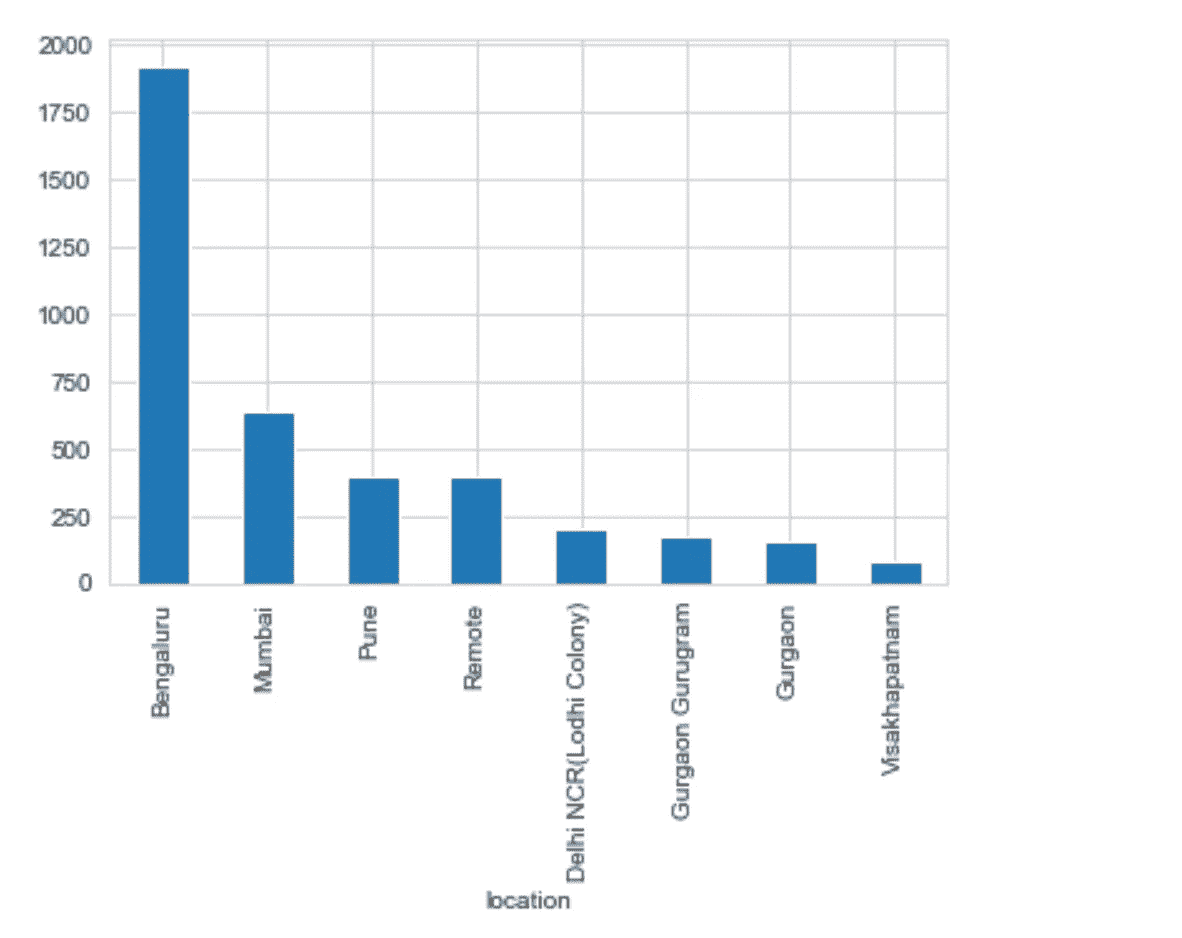 2000
1750
1500
1250
1000
750
500
250
0
Bengaluru
Mumbai
Pune
Remote
Delhi NCR(Lodhi Colony)
Gurgaon Gurugram
Gurgaon
Visakhapatnam
location